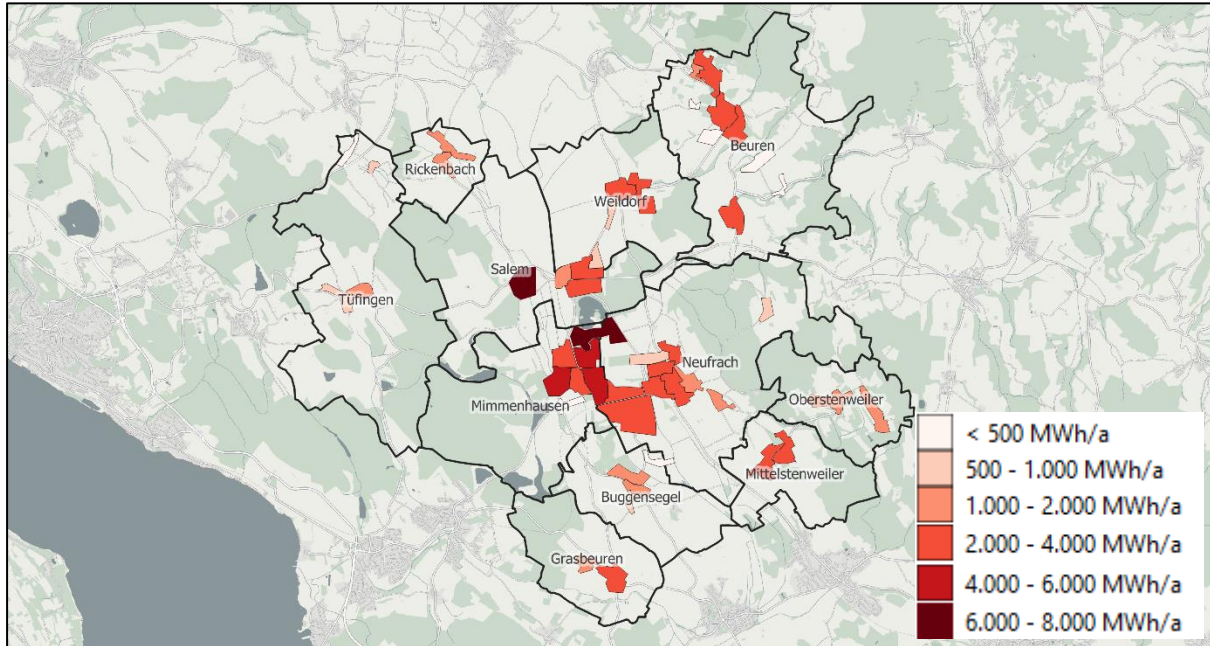 Beuren
Rickenbach
Weildorf
Salem
Tüfingen
Neufrach
Mimmenhausen
Oberstenweiler
Mittelstenweiler
Buggensegel
Grasbeuren
< 500 MWh/a
500 - 1.000 MWh/a
1.000 - 2.000 MWh/a
2.000 - 4.000 MWh/a
4.000 - 6.000 MWh/a
6.000 - 8.000 MWh/a